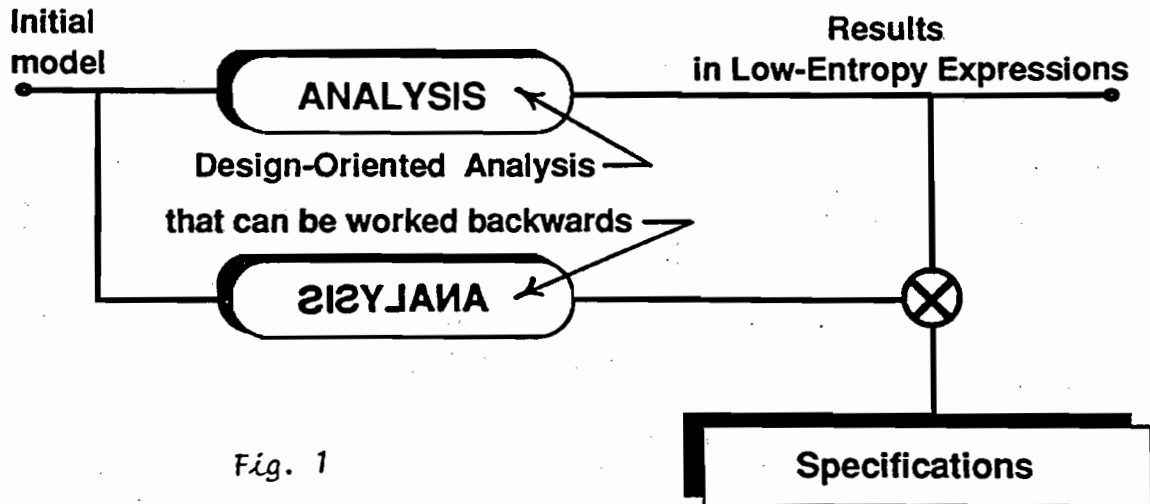 Initial
model
Results
in Low-Entropy Expressions
ANALYSIS
Design-Oriented Analysis
that can be worked backwards
ANALYSIS
Specifications
Fig. 1